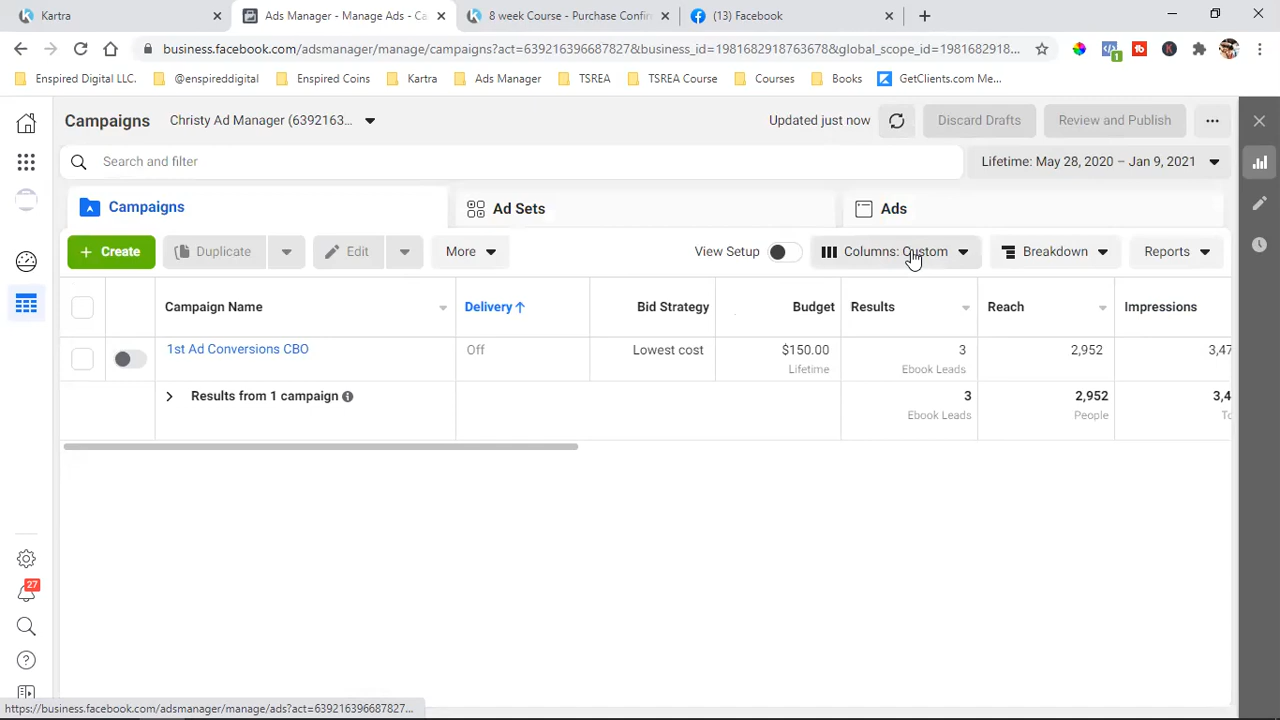 Kartra
Ads Manager - Manage Ads - Ca
8 week Course - Purchase Confir
(13) Facebook
business.facebook.com/adsmanager/manage/campaigns?act=639216396687827&business_id=1981682918763678&global_scope_id=1981682918...
Enspired Digital LLC.
@enspireddigital
Enspired Coins
Kartra
Ads Manager
TSREA
TSREA Course
Courses
Books
GetClients.com Me...
1
Campaigns
Christy Ad Manager (6392163...
Updated just now
Discard Drafts
Review and Publish
Search and filter
Lifetime: May 28, 2020 – Jan 9, 2021
Campaigns
Ad Sets
Ads
+ Create
Duplicate
Edit
More
View Setup
Columns: Custom
Breakdown
Reports
Campaign Name
Delivery ↑
Bid Strategy
Budget
Results
Reach
Impressions
1st Ad Conversions CBO
Off
Lowest cost
$150.00
Lifetime
3
Ebook Leads
2,952
3,47
Results from 1 campaign
3
Ebook Leads
2,952
People
3,4
To
27
https://business.facebook.com/adsmanager/manage/ads?act=639216396687827...